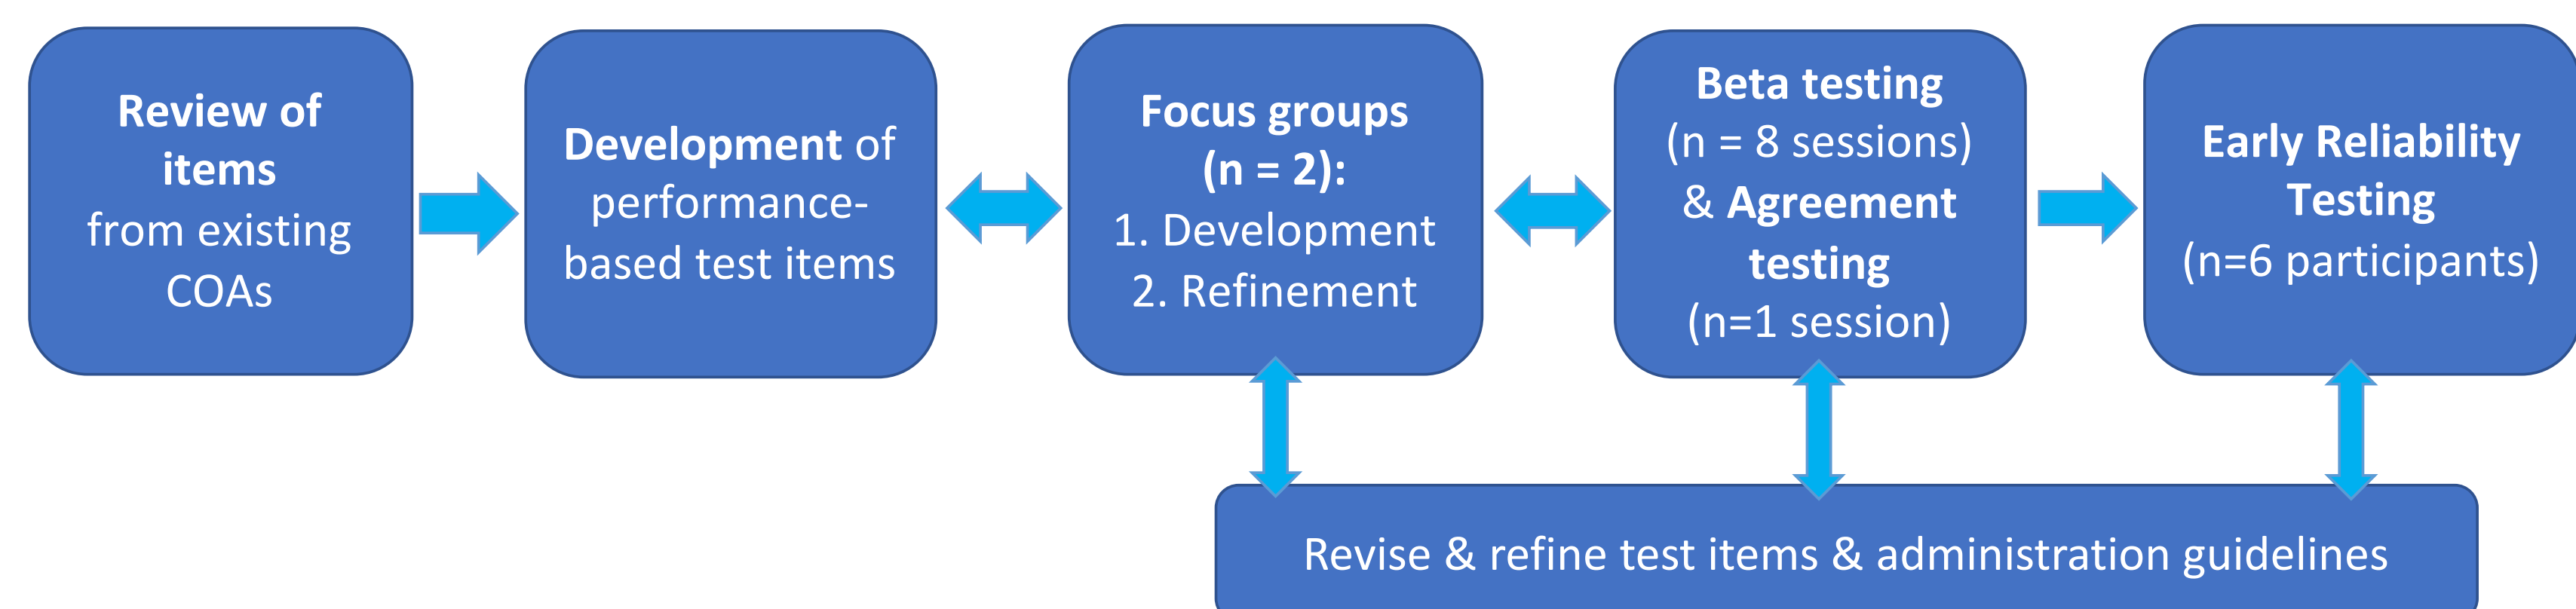 Review of
items
from existing
COAs
Development of
performance-
based test items
Focus groups
(n = 2):
1. Development
2. Refinement
Beta testing
(n = 8 sessions)
& Agreement
testing
(n=1 session)
Early Reliability
Testing
(n=6 participants)
Revise & refine test items & administration guidelines